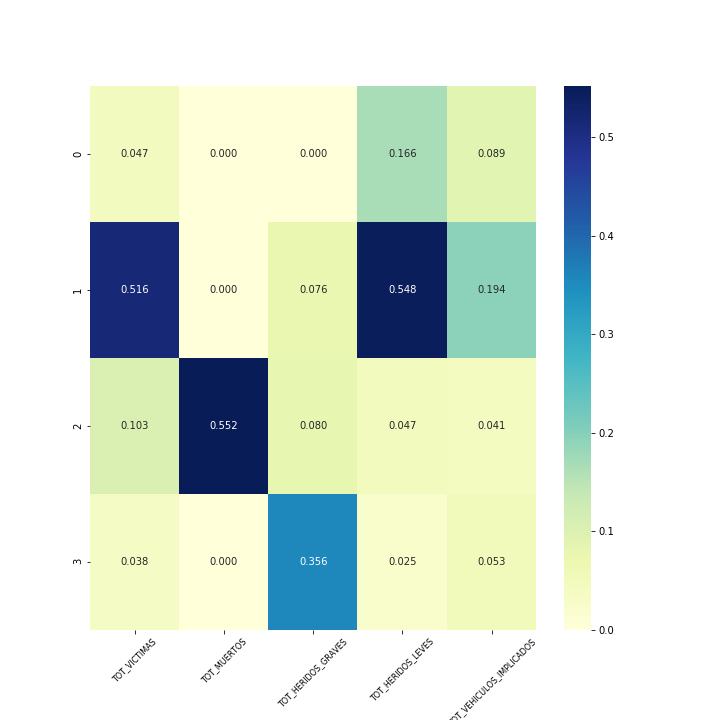 0 0.047 0.000 0.000 0.166 0.089
1 0.516 0.000 0.076 0.548 0.194
2 0.103 0.552 0.080 0.047 0.041
3 0.038 0.000 0.356 0.025 0.053
TOT_VICTIMAS
TOT_MUERTOS
TOT_HERIDOS_GRAVES
TOT_HERIDOS_LEVES
OT_VEHICULOS_IMPLICADOS
0.5
0.4
0.3
0.2
0.1
0.0